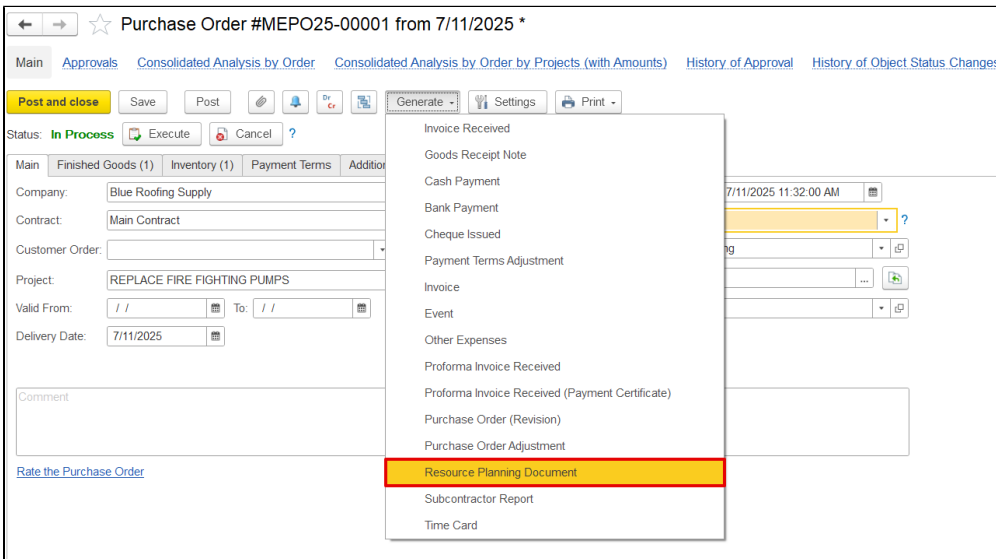 Purchase Order #MEPO25-00001 from 7/11/2025 *
Main Approvals Consolidated Analysis by Order Consolidated Analysis by Order by Projects (with Amounts) History of Approval History of Object Status Changes
Post and close Save Post Dr Cr Generate Settings Print
Status: In Process Execute Cancel ?
Main Finished Goods (1) Inventory (1) Payment Terms Additior
Company: Blue Roofing Supply 7/11/2025 11:32:00 AM
Contract: Main Contract ?
Customer Order: ng
Project: REPLACE FIRE FIGHTING PUMPS ...
Valid From: / / To: / /
Delivery Date: 7/11/2025
Comment
Rate the Purchase Order
Invoice Received
Goods Receipt Note
Cash Payment
Bank Payment
Cheque Issued
Payment Terms Adjustment
Invoice
Event
Other Expenses
Proforma Invoice Received
Proforma Invoice Received (Payment Certificate)
Purchase Order (Revision)
Purchase Order Adjustment
Resource Planning Document
Subcontractor Report
Time Card